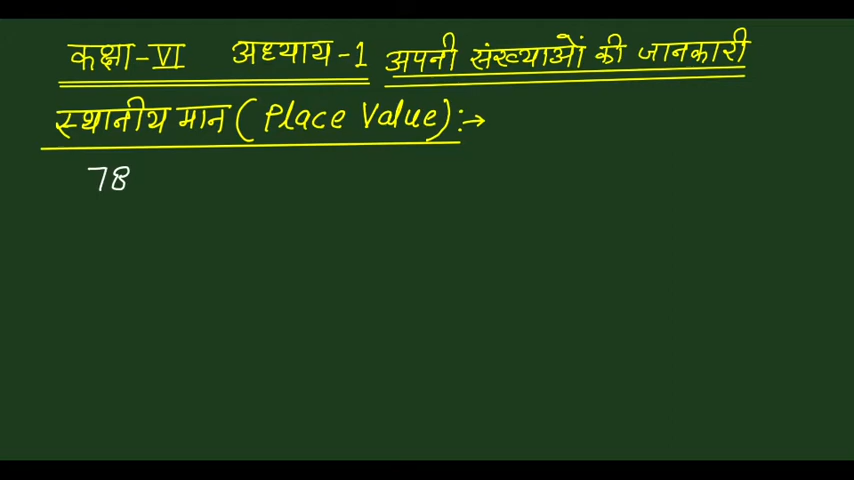 कक्षा-VI अध्याय-1 अपनी संख्याओं की जानकारी
स्थानीय मान (Place Value):→
78